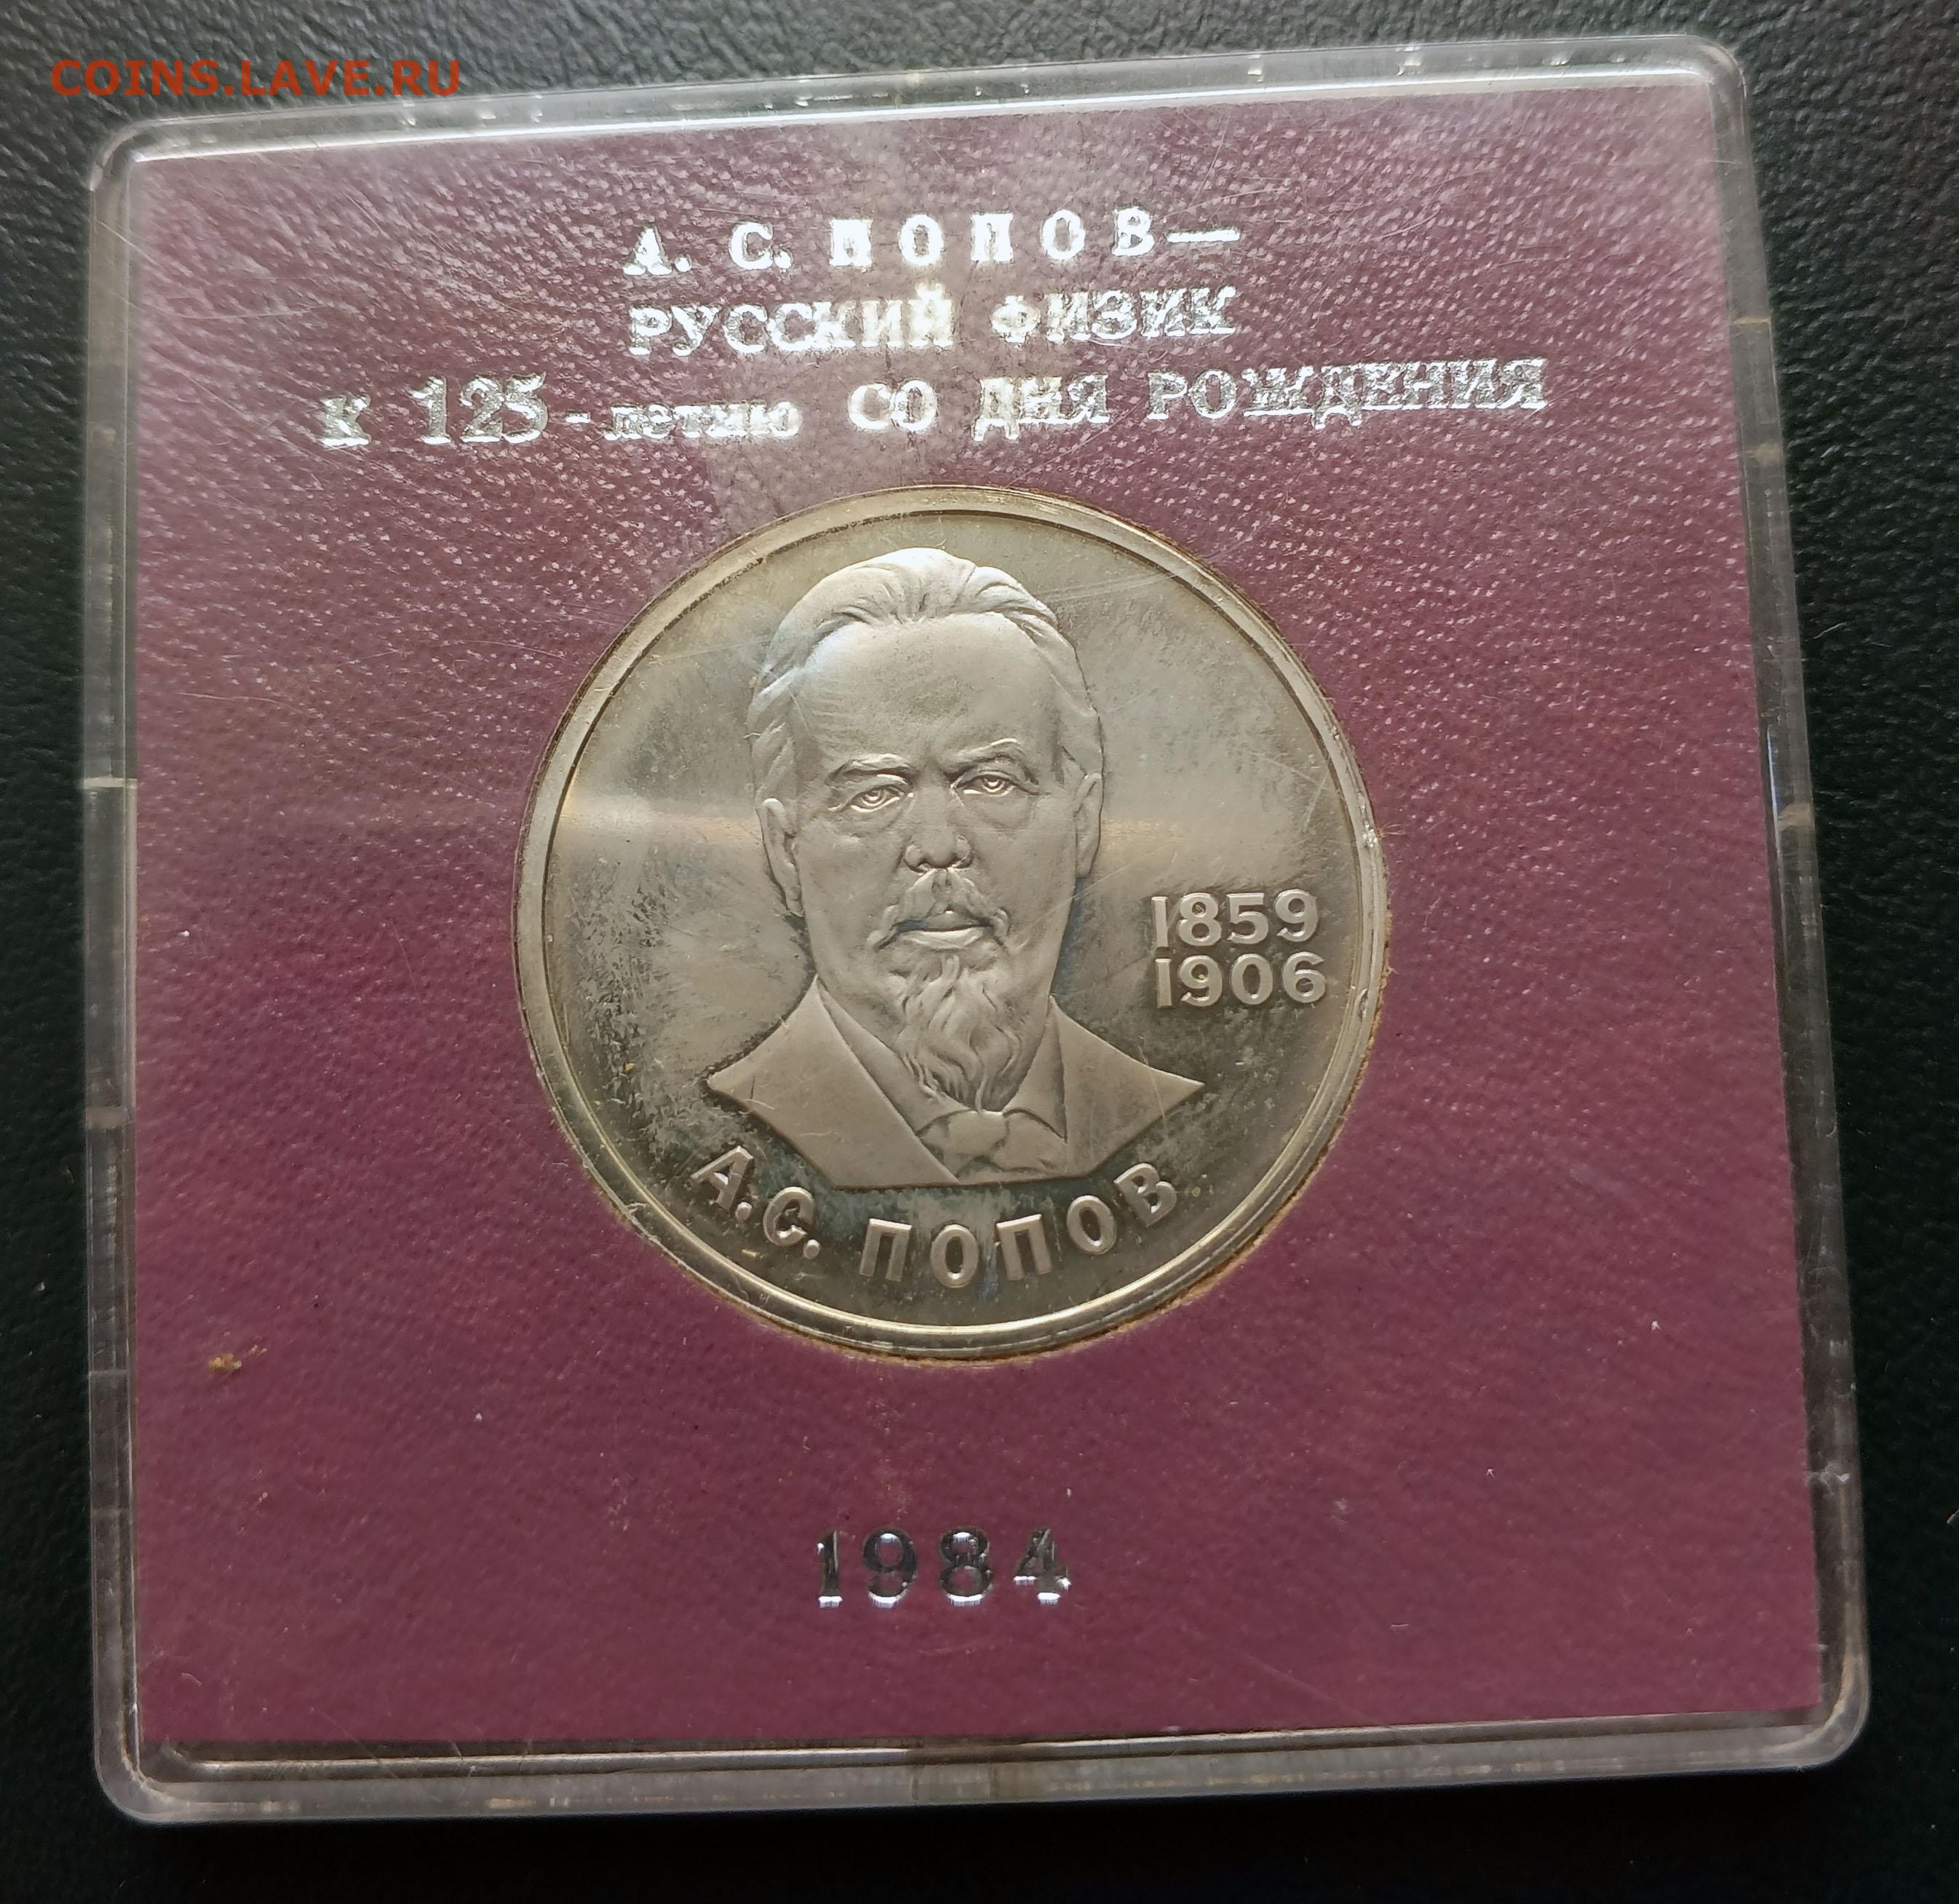 COINS.LAVE.RU
А. С. ПОПОВ—
РУССКИЙ ФИЗИК
К 125-летию СО ДНЯ РОЖДЕНИЯ
1859
1906
А.С. ПОПОВ
1984